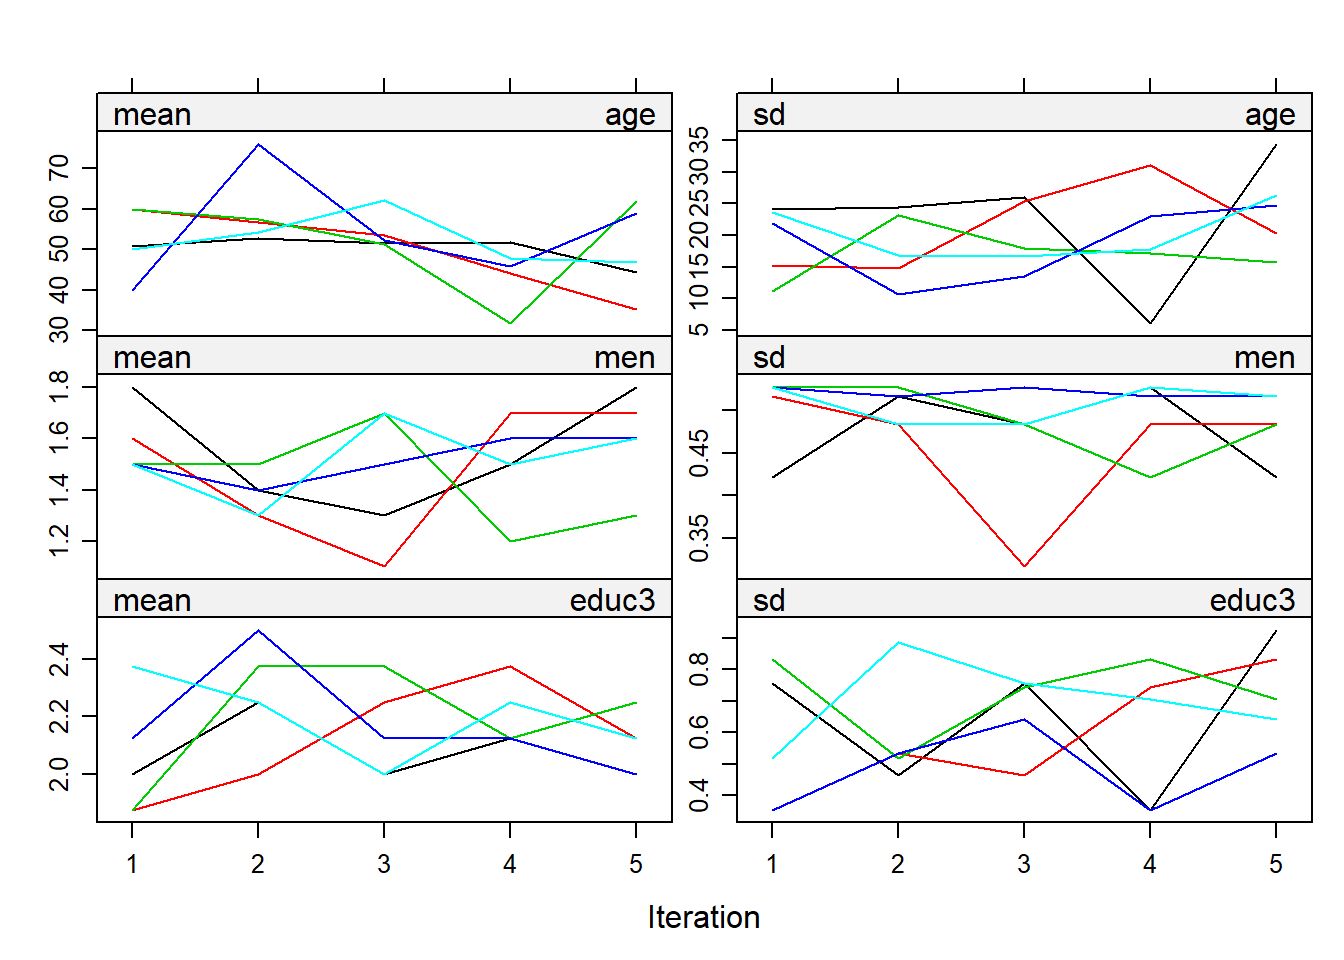 mean age
30 40 50 60 70
sd age
5 10 15 20 25 30 35
mean men
1.2 1.4 1.6 1.8
sd men
0.35 0.45
mean educ3
2.0 2.2 2.4
sd educ3
0.4 0.6 0.8
1 2 3 4 5
1 2 3 4 5
Iteration